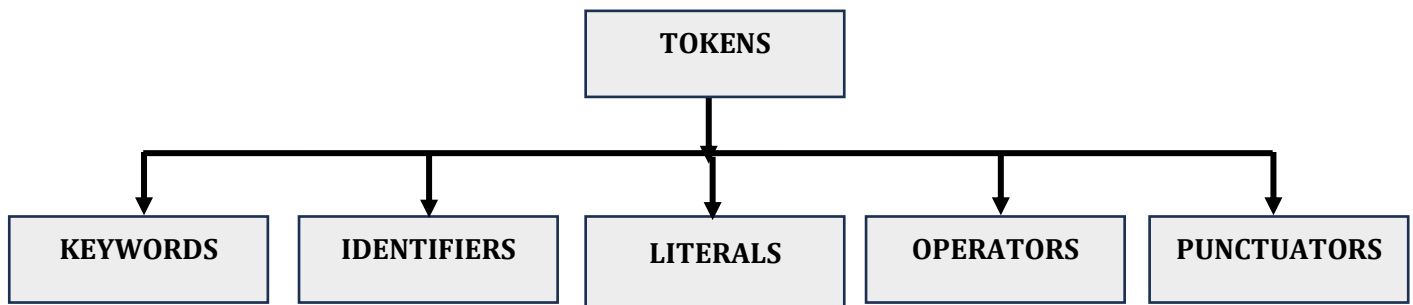 TOKENS
KEYWORDS IDENTIFIERS LITERALS OPERATORS PUNCTUATORS